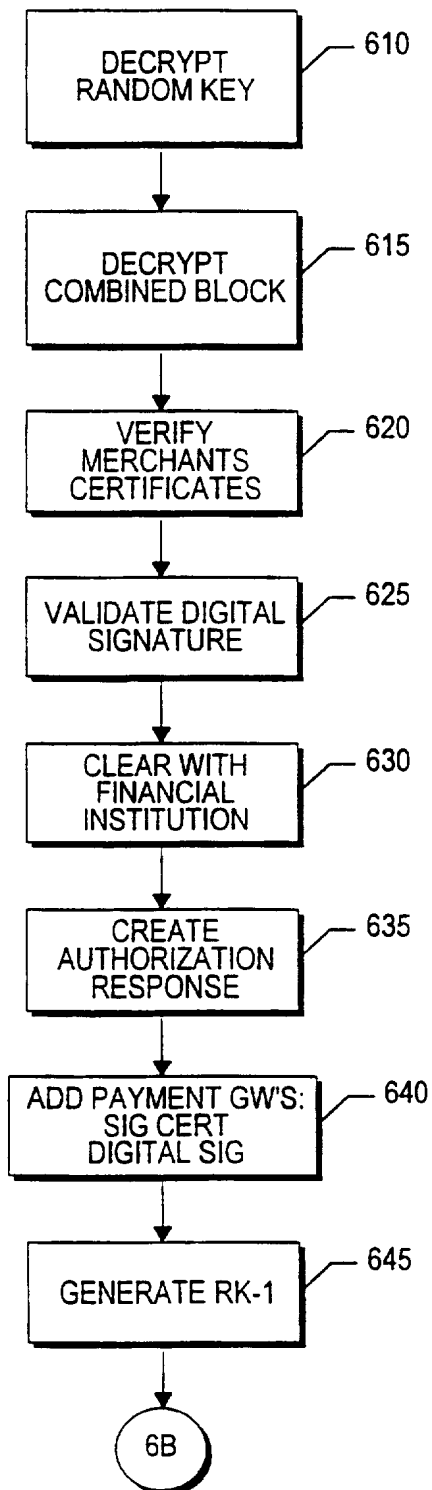 DECRYPT
RANDOM KEY
610
DECRYPT
COMBINED BLOCK
615
VERIFY
MERCHANTS
CERTIFICATES
620
VALIDATE DIGITAL
SIGNATURE
625
CLEAR WITH
FINANCIAL
INSTITUTION
630
CREATE
AUTHORIZATION
RESPONSE
635
ADD PAYMENT GW'S:
SIG CERT
DIGITAL SIG
640
GENERATE RK-1
645
6B